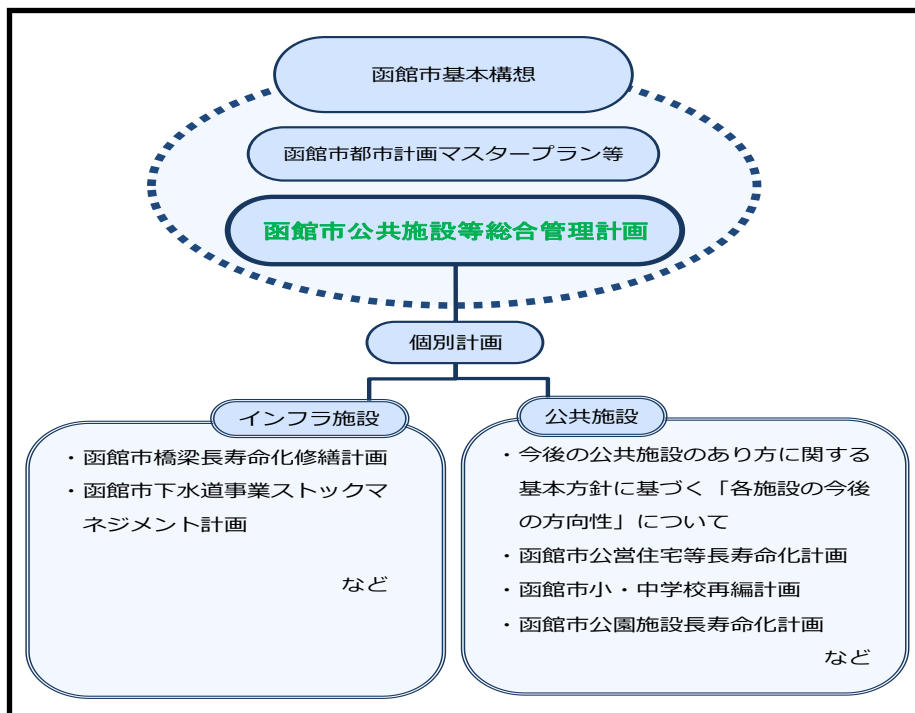 函館市基本構想
函館市都市計画マスタープラン等
函館市公共施設等総合管理計画
個別計画
インフラ施設
・函館市橋梁長寿命化修繕計画
・函館市下水道事業ストックマ
ネジメント計画
など
公共施設
・今後の公共施設のあり方に関する
基本方針に基づく「各施設の今後
の方向性」について
・函館市公営住宅等長寿命化計画
・函館市小・中学校再編計画
・函館市公園施設長寿命化計画
など